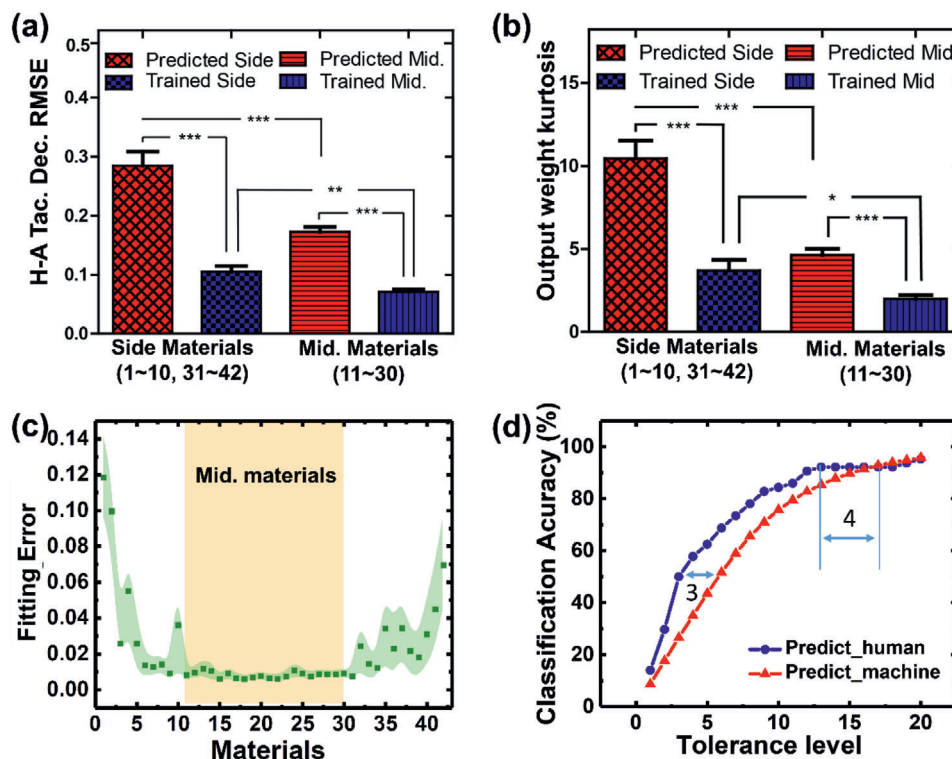 (a)
H-A Tac. Dec. RMSE
0.5
0.4
0.3
0.2
0.1
0.0
Predicted Side
Predicted Mid.
Trained Side
Trained Mid.
***
***
**
***
Side Materials
(1~10, 31~42)
Mid. Materials
(11~30)
(b)
Output weight kurtosis
15
10
5
0
Predicted Side
Predicted Mid
Trained Side
Trained Mid
***
***
*
***
Side Materials
(1~10, 31~42)
Mid. Materials
(11~30)
(c)
Fitting_Error
0.14
0.12
0.10
0.08
0.06
0.04
0.02
0.00
Mid. materials
0 5 10 15 20 25 30 35 40
Materials
(d)
Classification Acuracy (%)
100
80
60
40
20
0
3
4
Predict_human
Predict_machine
0 5 10 15 20
Tolerance level